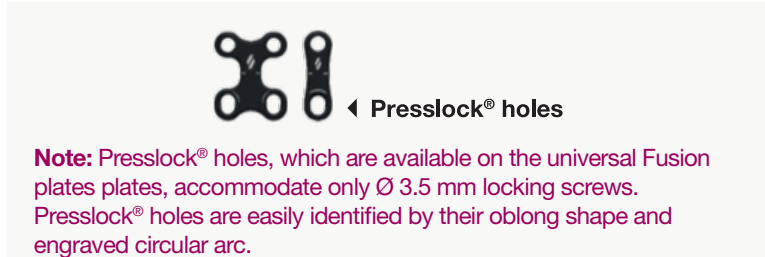 Presslock® holes
Note: Presslock® holes, which are available on the universal Fusion
plates plates, accommodate only Ø 3.5 mm locking screws.
Presslock® holes are easily identified by their oblong shape and
engraved circular arc.